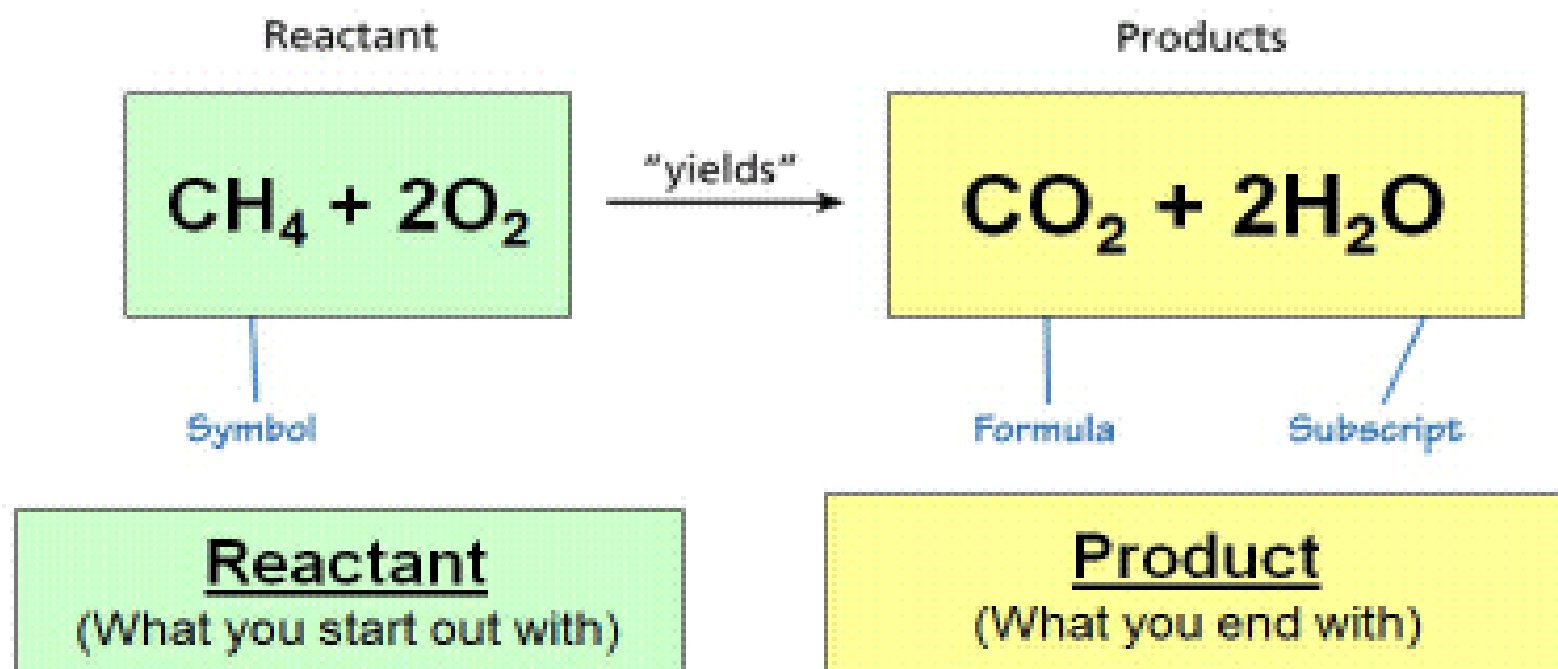 Reactant
Products
CH₄ + 2O₂
"yields"
CO₂ + 2H₂O
Symbol
Formula
Subscript
Reactant
(What you start out with)
Product
(What you end with)